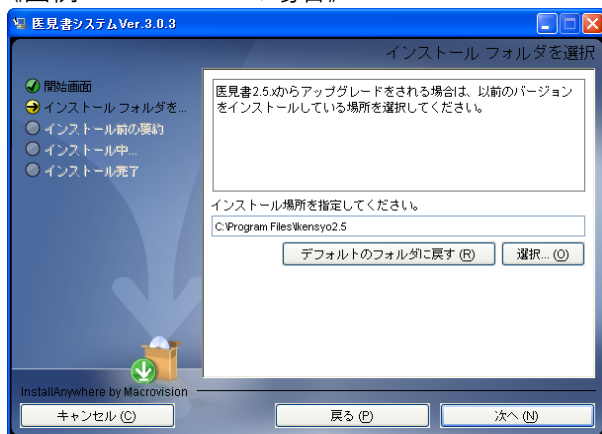 医見書システムVer.3.0.3
インストール フォルダを選択
開始画面
インストール フォルダを...
インストール前の要約
インストール中...
インストール完了
医見書2.5.xからアップグレードをされる場合は、以前のバージョン
をインストールしている場所を選択してください。
インストール場所を指定してください。
C:\Program Files\Ikensyo2.5
デフォルトのフォルダに戻す (R)
選択... (O)
InstallAnywhere by Macrovision
キャンセル (C)
戻る (P)
次へ (N)